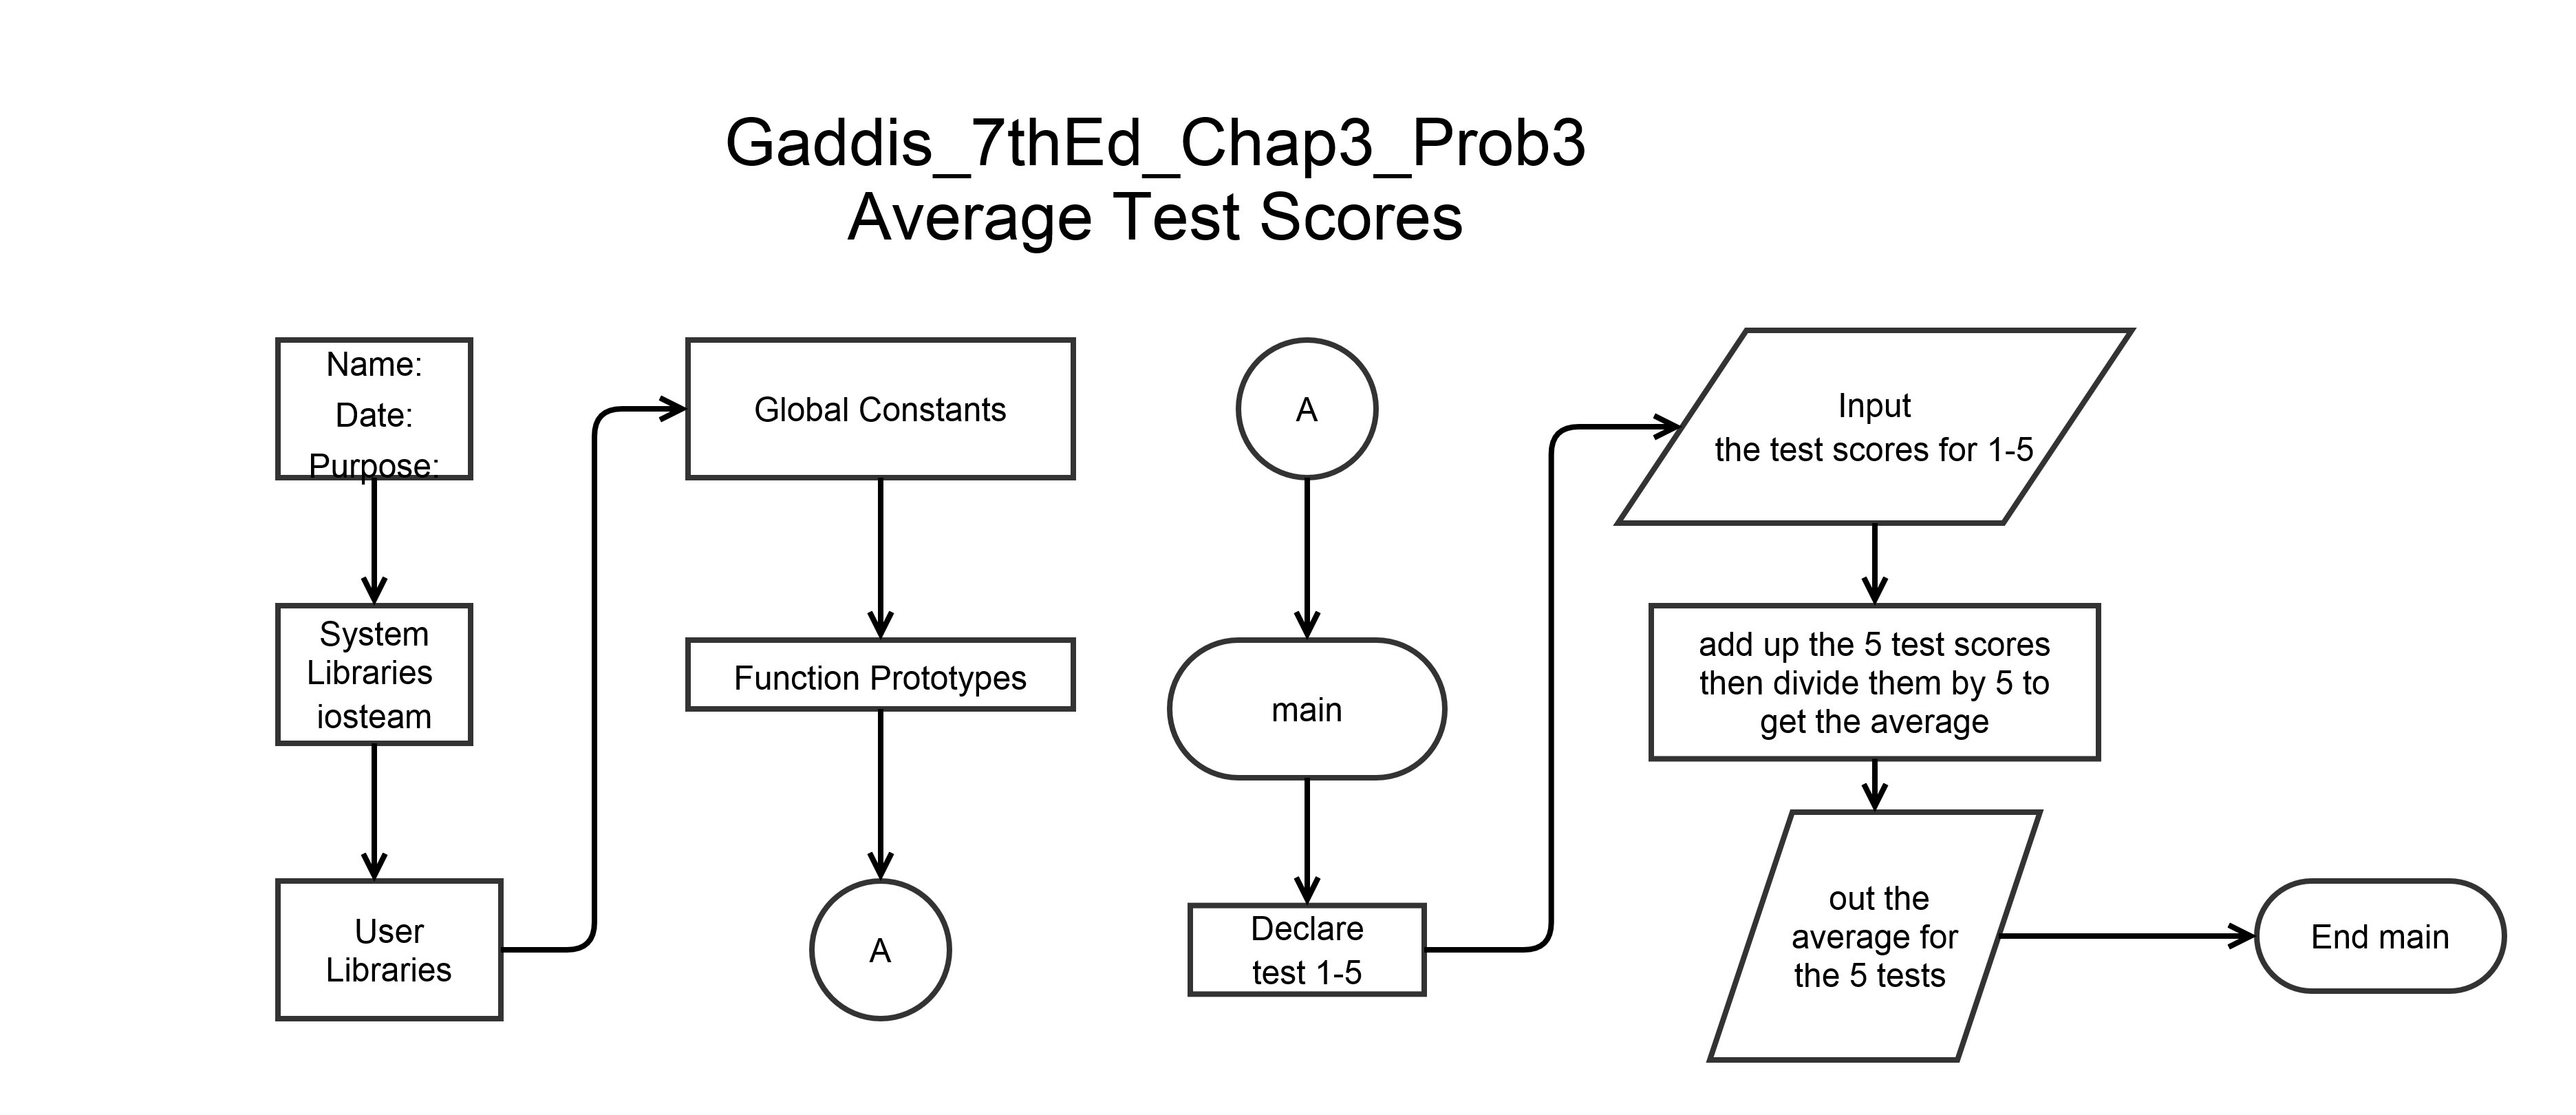 Gaddis_7thEd_Chap3_Prob3
Average Test Scores
Name:
Date:
Purpose:
System
Libraries
iosteam
User
Libraries
Global Constants
Function Prototypes
A
A
main
Declare
test 1-5
Input
the test scores for 1-5
add up the 5 test scores
then divide them by 5 to
get the average
out the
average for
the 5 tests
End main